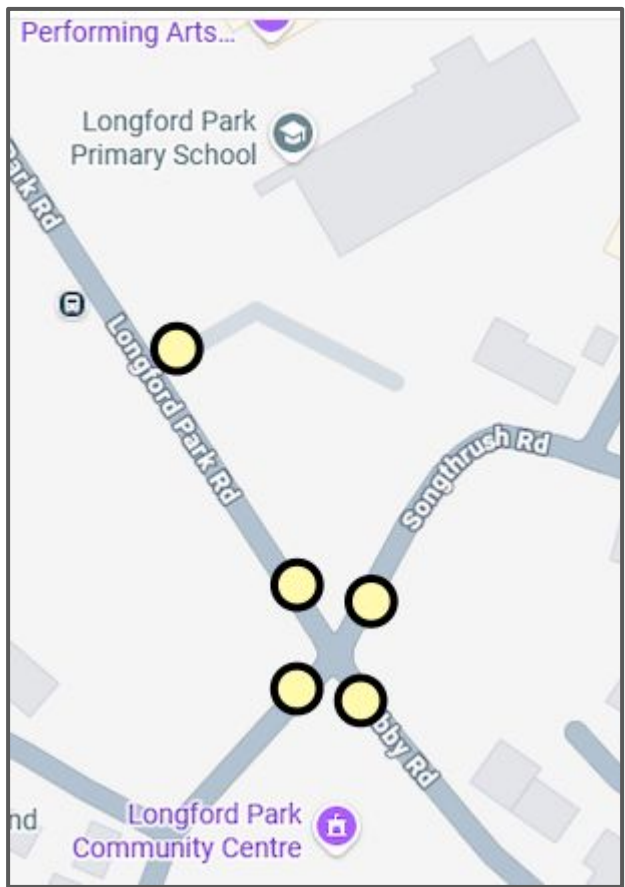 Performing Arts...
Longford Park
Primary School
Park Rd
Longford Park Rd
Songthrush Rd
bby Rd
nd
Longford Park
Community Centre